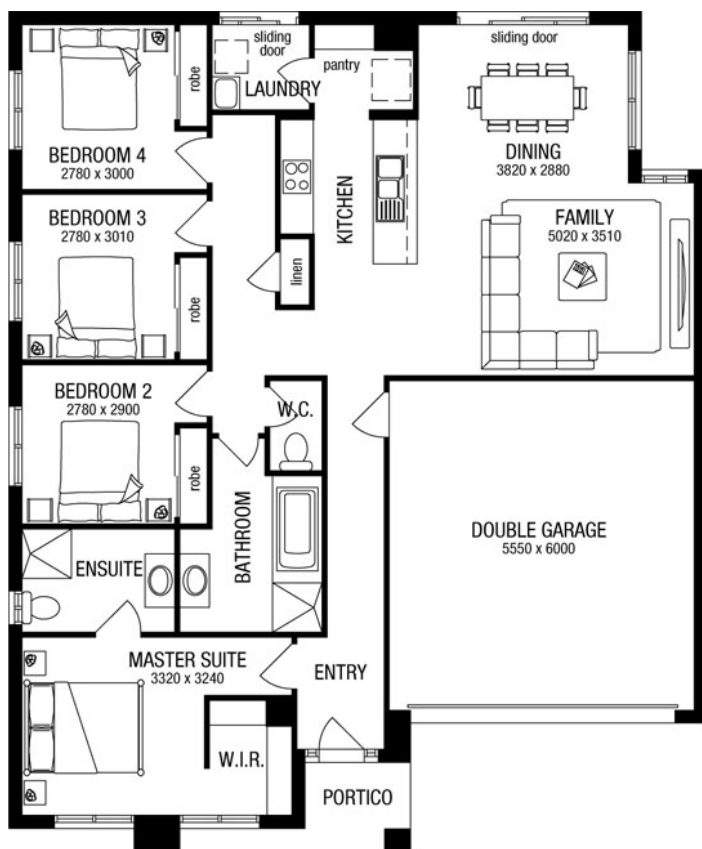 sliding
door
LAUNDRY
pantry
sliding door
robe
BEDROOM 4
2780 x 3000
DINING
3820 x 2880
KITCHEN
BEDROOM 3
2780 x 3010
FAMILY
5020 x 3510
linen
robe
BEDROOM 2
2780 x 2900
W.C.
robe
BATHROOM
DOUBLE GARAGE
5550 x 6000
ENSUITE
MASTER SUITE
3320 x 3240
ENTRY
W.I.R.
PORTICO